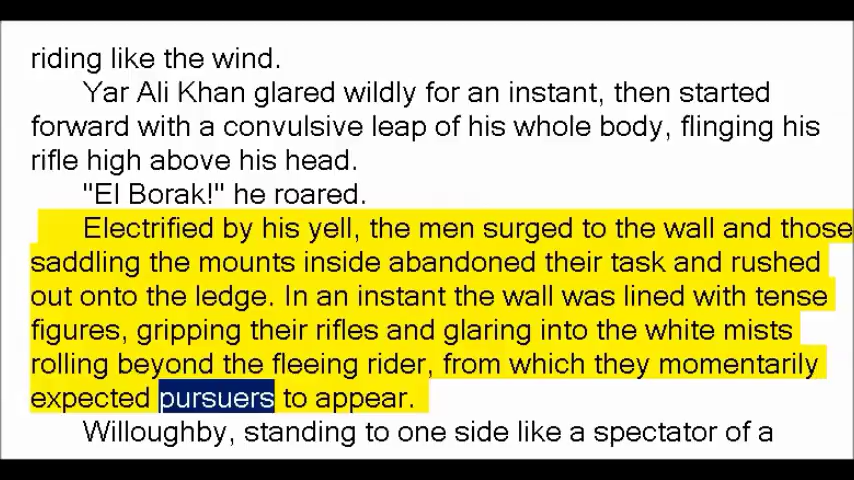 riding like the wind.
Yar Ali Khan glared wildly for an instant, then started
forward with a convulsive leap of his whole body, flinging his
rifle high above his head.
"El Borak!" he roared.
Electrified by his yell, the men surged to the wall and those
saddling the mounts inside abandoned their task and rushed
out onto the ledge. In an instant the wall was lined with tense
figures, gripping their rifles and glaring into the white mists
rolling beyond the fleeing rider, from which they momentarily
expected pursuers to appear.
Willoughby, standing to one side like a spectator of a